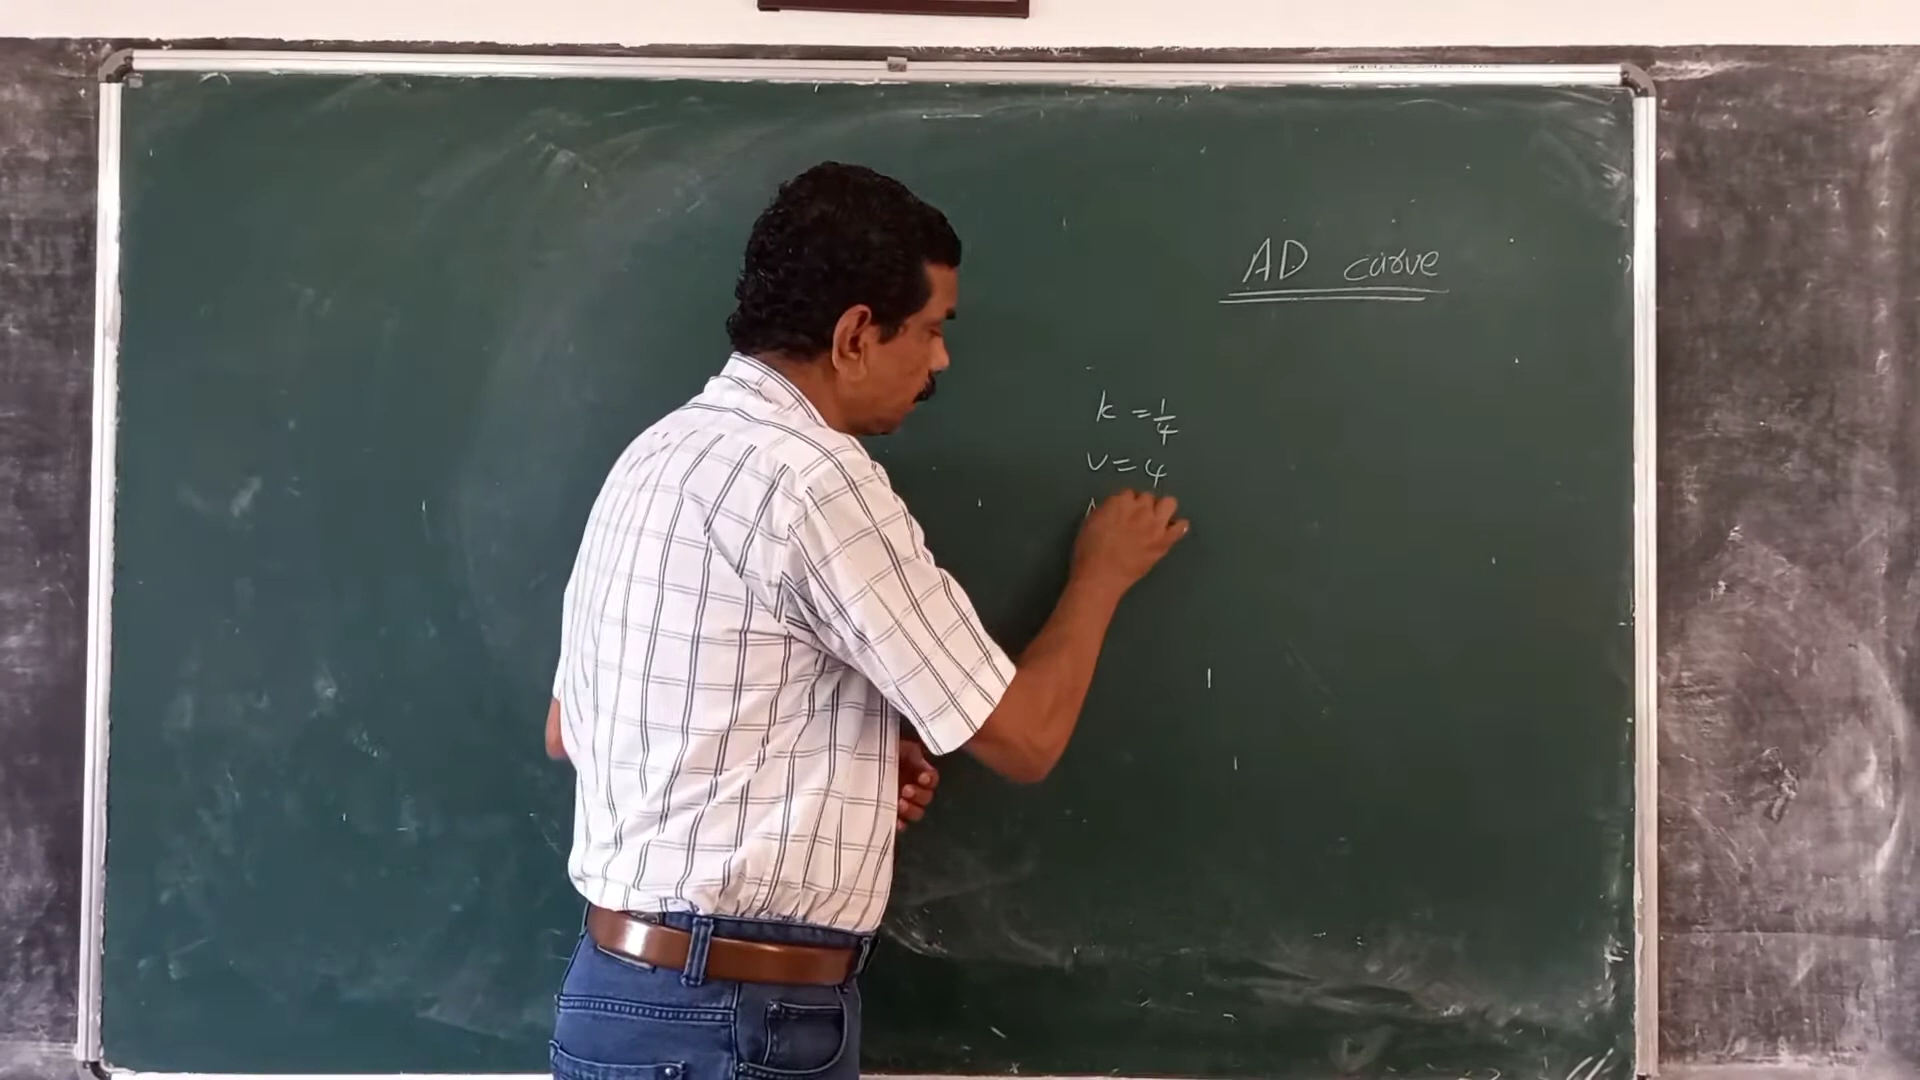 AD curve
k = 1/4
v = 4